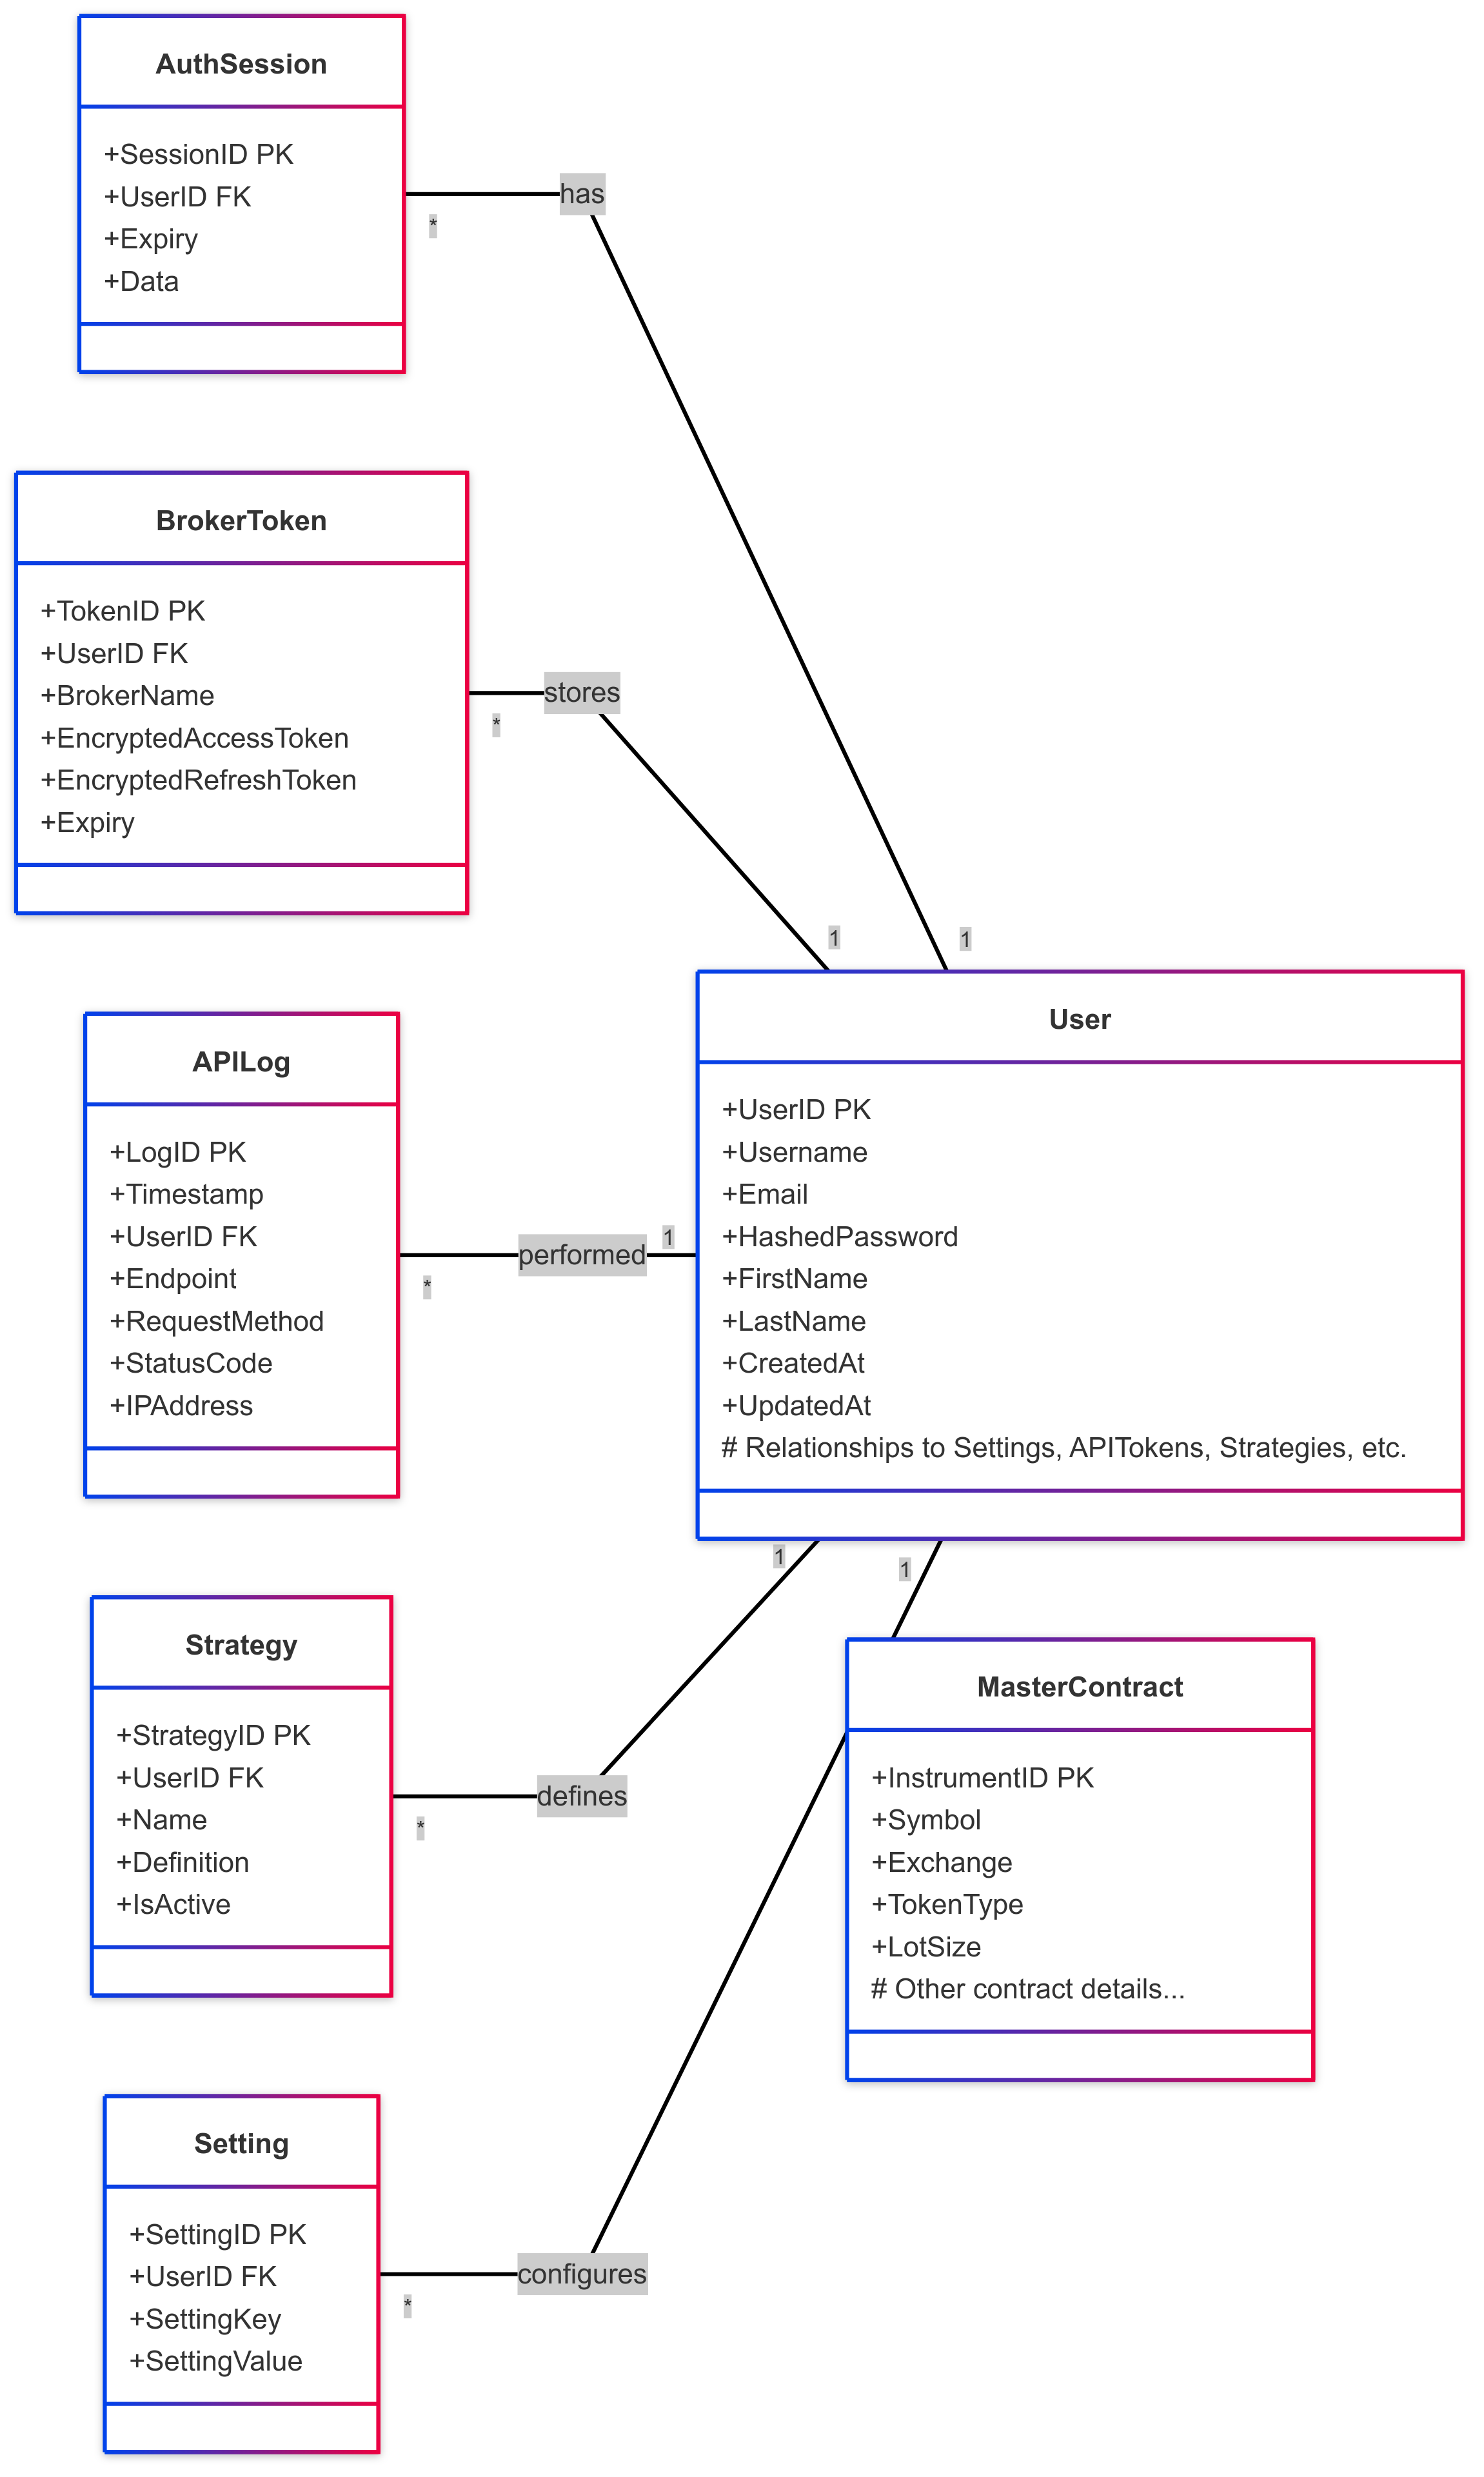 AuthSession
+SessionID PK
+UserID FK
+Expiry
+Data
has
*
BrokerToken
+TokenID PK
+UserID FK
+BrokerName
+EncryptedAccessToken
+EncryptedRefreshToken
+Expiry
stores
*
1
1
APILog
+LogID PK
+Timestamp
+UserID FK
+Endpoint
+RequestMethod
+StatusCode
+IPAddress
performed
*
1
User
+UserID PK
+Username
+Email
+HashedPassword
+FirstName
+LastName
+CreatedAt
+UpdatedAt
# Relationships to Settings, APITokens, Strategies, etc.
1
1
Strategy
+StrategyID PK
+UserID FK
+Name
+Definition
+IsActive
defines
*
MasterContract
+InstrumentID PK
+Symbol
+Exchange
+TokenType
+LotSize
# Other contract details...
Setting
+SettingID PK
+UserID FK
+SettingKey
+SettingValue
configures
*